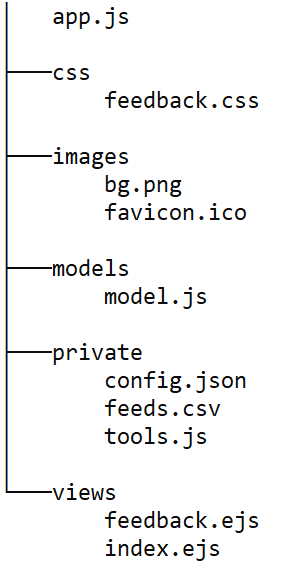 app.js
css
feedback.css
images
bg.png
favicon.ico
models
model.js
private
config.json
feeds.csv
tools.js
views
feedback.ejs
index.ejs